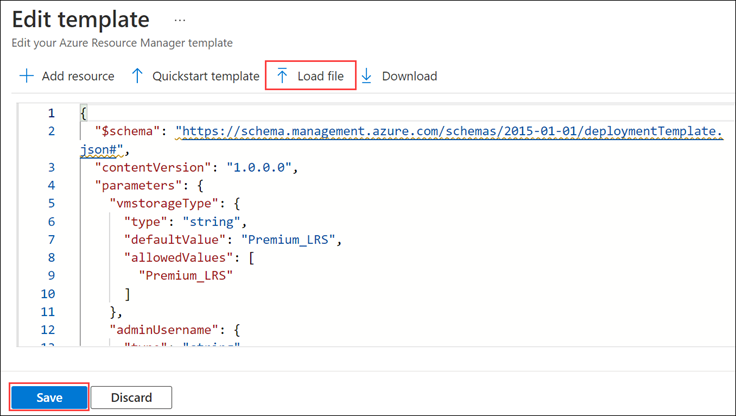 Edit template ...
Edit your Azure Resource Manager template
Add resource Quickstart template Load file Download
1 {
2 "$schema": "https://schema.management.azure.com/schemas/2015-01-01/deploymentTemplate.
json#",
3 "contentVersion": "1.0.0.0",
4 "parameters": {
5 "vmstorageType": {
6 "type": "string",
7 "defaultValue": "Premium_LRS",
8 "allowedValues": [
9 "Premium_LRS"
10 ]
11 },
12 "adminUsername": {
13 "type": "string"
Save Discard